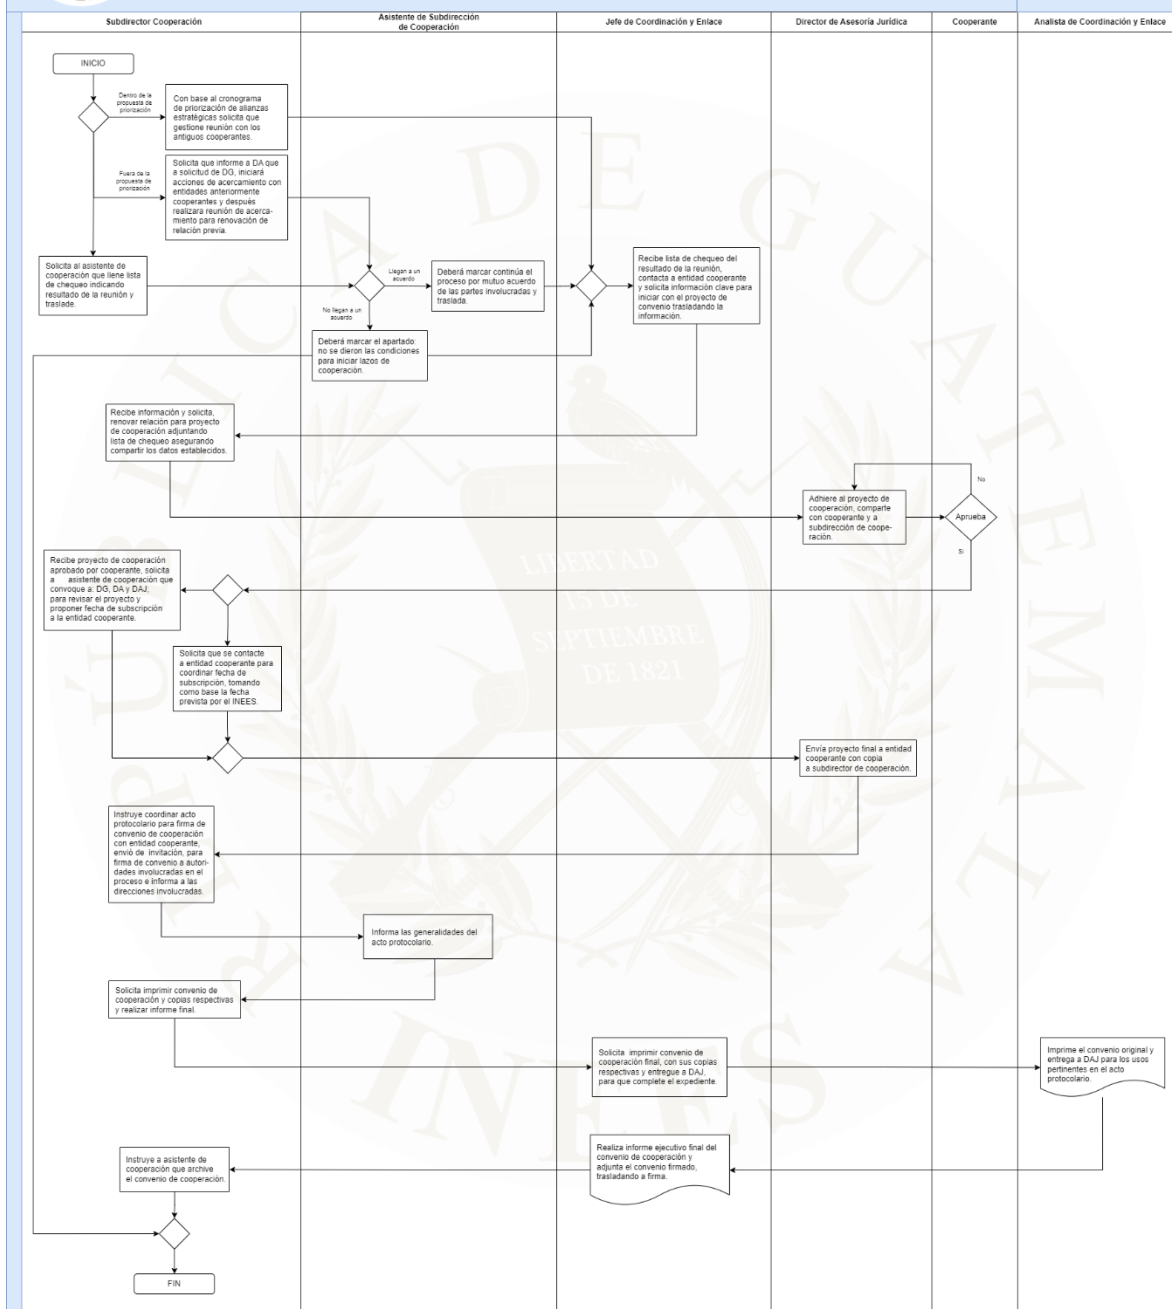 Subdirector Cooperación
Asistente de Subdirección
de Cooperación
Jefe de Coordinación y Enlace
Director de Asesoría Jurídica
Cooperante
Analista de Coordinación y Enlace
INICIO
Dentro de la
propuesta de
priorización
Con base al cronograma
de priorización de alianzas
estratégicas solicita que
gestione reunión con los
antiguos cooperantes.
Fuera de la
propuesta de
priorización
Solicita que informe a DA que
a solicitud de DG, iniciará
acciones de acercamiento con
entidades anteriormente
cooperantes y después
realizara reunión de acerca-
miento para renovación de
relación previa.
Solicita al asistente de
cooperación que llene lista
de chequeo indicando
resultado de la reunión y
traslade.
Llegan a un
acuerdo
No llegan a un
acuerdo
Deberá marcar continúa el
proceso por mutuo acuerdo
de las partes involucradas y
traslada.
Deberá marcar el apartado:
no se dieron las condiciones
para iniciar lazos de
cooperación.
Recibe lista de chequeo del
resultado de la reunión,
contacta a entidad cooperante
y solicita información clave para
iniciar con el proyecto de
convenio trasladando la
información.
Recibe información y solicita,
renovar relación para proyecto
de cooperación adjuntando
lista de chequeo asegurando
compartir los datos establecidos.
Adhiere al proyecto de
cooperación, comparte
con cooperante y a
subdirección de coope-
ración.
No
Aprueba
Si
Recibe proyecto de cooperación
aprobado por cooperante, solicita
a asistente de cooperación que
convoque a: DG, DA y DAJ,
para revisar el proyecto y
proponer fecha de subscripción
a la entidad cooperante.
Solicita que se contacte
a entidad cooperante para
coordinar fecha de
subscripción, tomando
como base la fecha
prevista por el INEES.
Envía proyecto final a entidad
cooperante con copia
a subdirector de cooperación.
Instruye coordinar acto
protocolario para firma de
convenio de cooperación
con entidad cooperante,
envió de invitación, para
firma de convenio a autori-
dades involucradas en el
proceso e informa a las
direcciones involucradas.
Informa las generalidades del
acto protocolario.
Solicita imprimir convenio de
cooperación y copias respectivas
y realizar informe final.
Solicita imprimir convenio de
cooperación final, con sus copias
respectivas y entregue a DAJ,
para que complete el expediente.
Imprime el convenio original y
entrega a DAJ para los usos
pertinentes en el acto
protocolario.
Realiza informe ejecutivo final del
convenio de cooperación y
adjunta el convenio firmado,
trasladando a firma.
Instruye a asistente de
cooperación que archive
el convenio de cooperación.
FIN
REPÚBLICA DE GUATEMALA
LIBERTAD
15 DE
SEPTIEMBRE
DE 1821
INEES